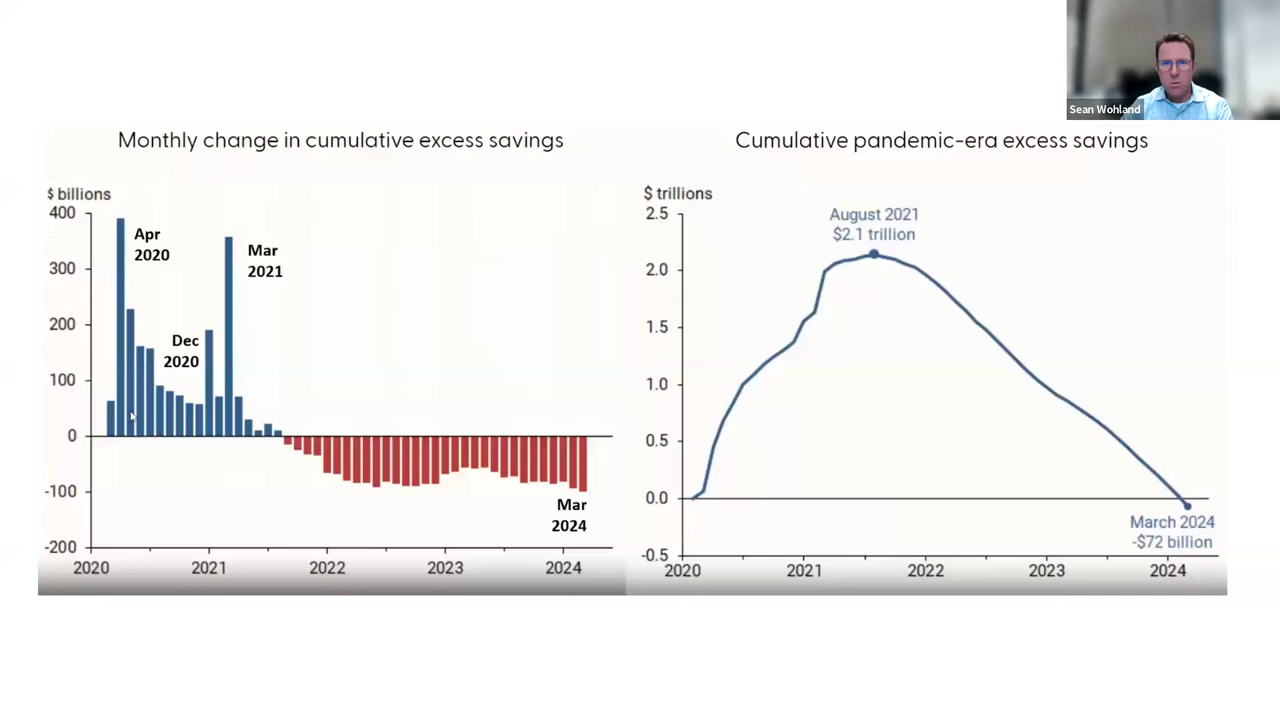 Sean Wohland
Monthly change in cumulative excess savings
$ billions
400
300
200
100
0
-100
-200
Apr
2020
Dec
2020
Mar
2021
Mar
2024
2020 2021 2022 2023 2024
Cumulative pandemic-era excess savings
$ trillions
2.5
2.0
1.5
1.0
0.5
0.0
-0.5
August 2021
$2.1 trillion
March 2024
-$72 billion
2020 2021 2022 2023 2024